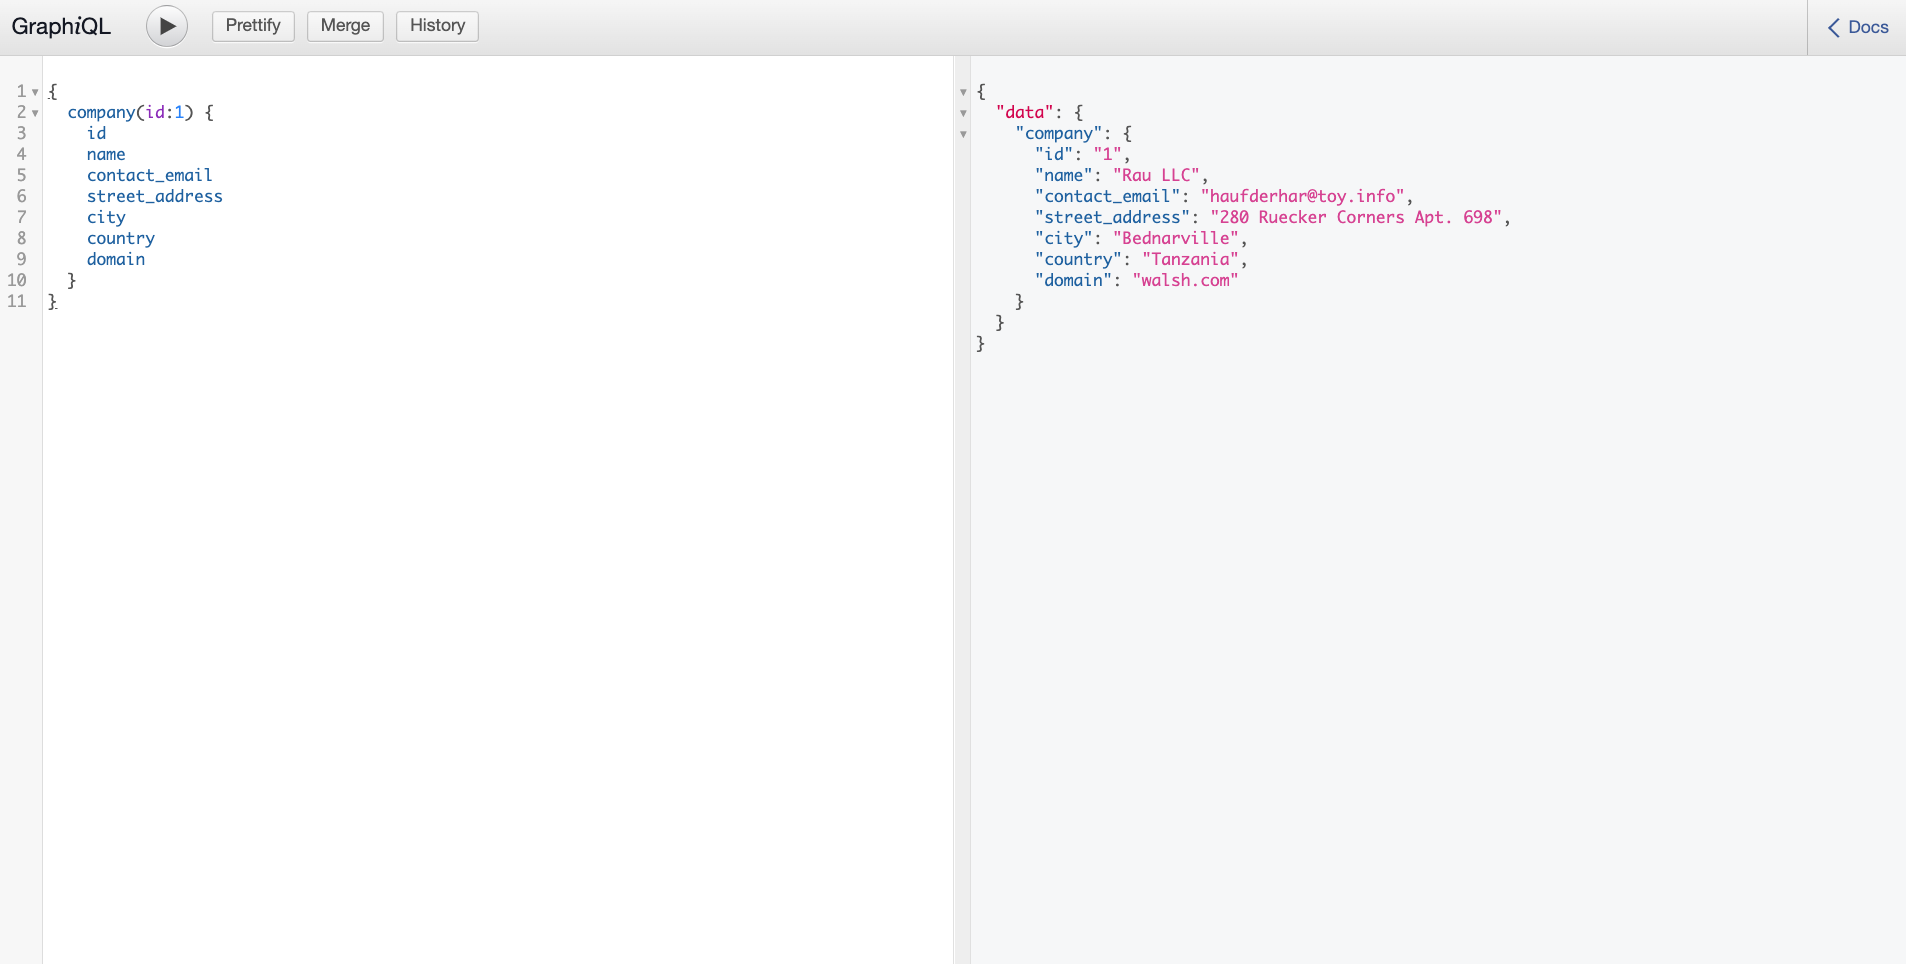 GraphiQL Prettify Merge History Docs
1 {
2 company(id:1) {
3 id
4 name
5 contact_email
6 street_address
7 city
8 country
9 domain
10 }
11 }
{
"data": {
"company": {
"id": "1",
"name": "Rau LLC",
"contact_email": "haufderhar@toy.info",
"street_address": "280 Ruecker Corners Apt. 698",
"city": "Bednarville",
"country": "Tanzania",
"domain": "walsh.com"
}
}
}